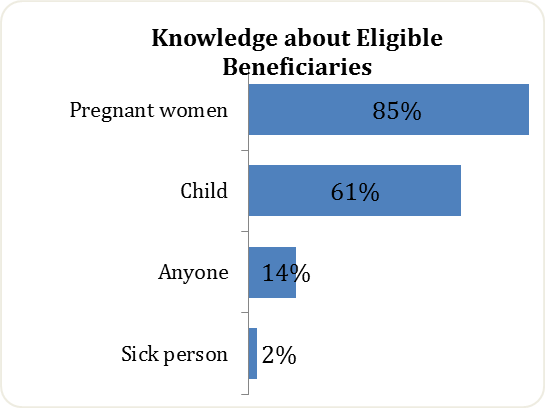 Knowledge about Eligible
Beneficiaries
Pregnant women 85%
Child 61%
Anyone 14%
Sick person 2%